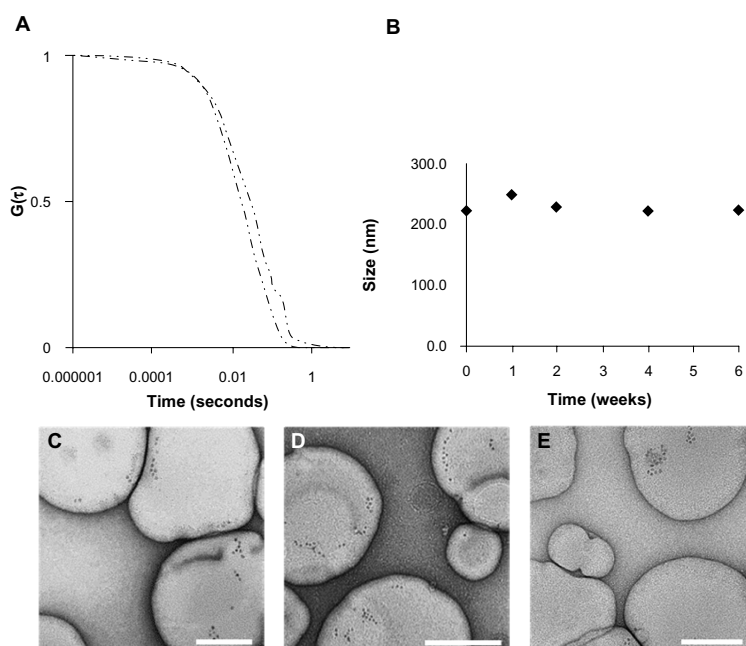 A
1
0.5
0
G(τ)
0.000001 0.0001 0.01 1
Time (seconds)
B
300.0
200.0
100.0
0.0
Size (nm)
0 1 2 3 4 5 6
Time (weeks)
C
D
E